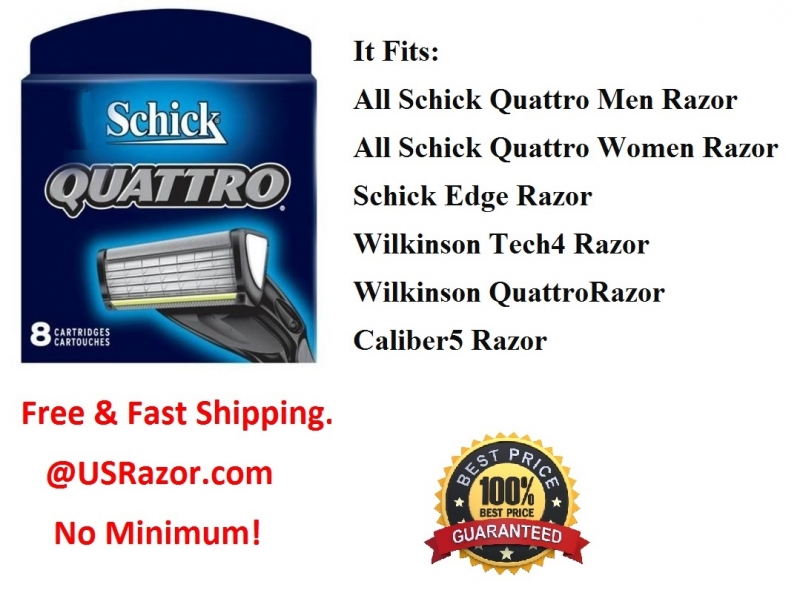 Schick
QUATTRO
8 CARTRIDGES
CARTOUCHES
It Fits:
All Schick Quattro Men Razor
All Schick Quattro Women Razor
Schick Edge Razor
Wilkinson Tech4 Razor
Wilkinson QuattroRazor
Caliber5 Razor
Free & Fast Shipping.
@USRazor.com
No Minimum!
BEST PRICE
100%
BEST PRICE
GUARANTEED